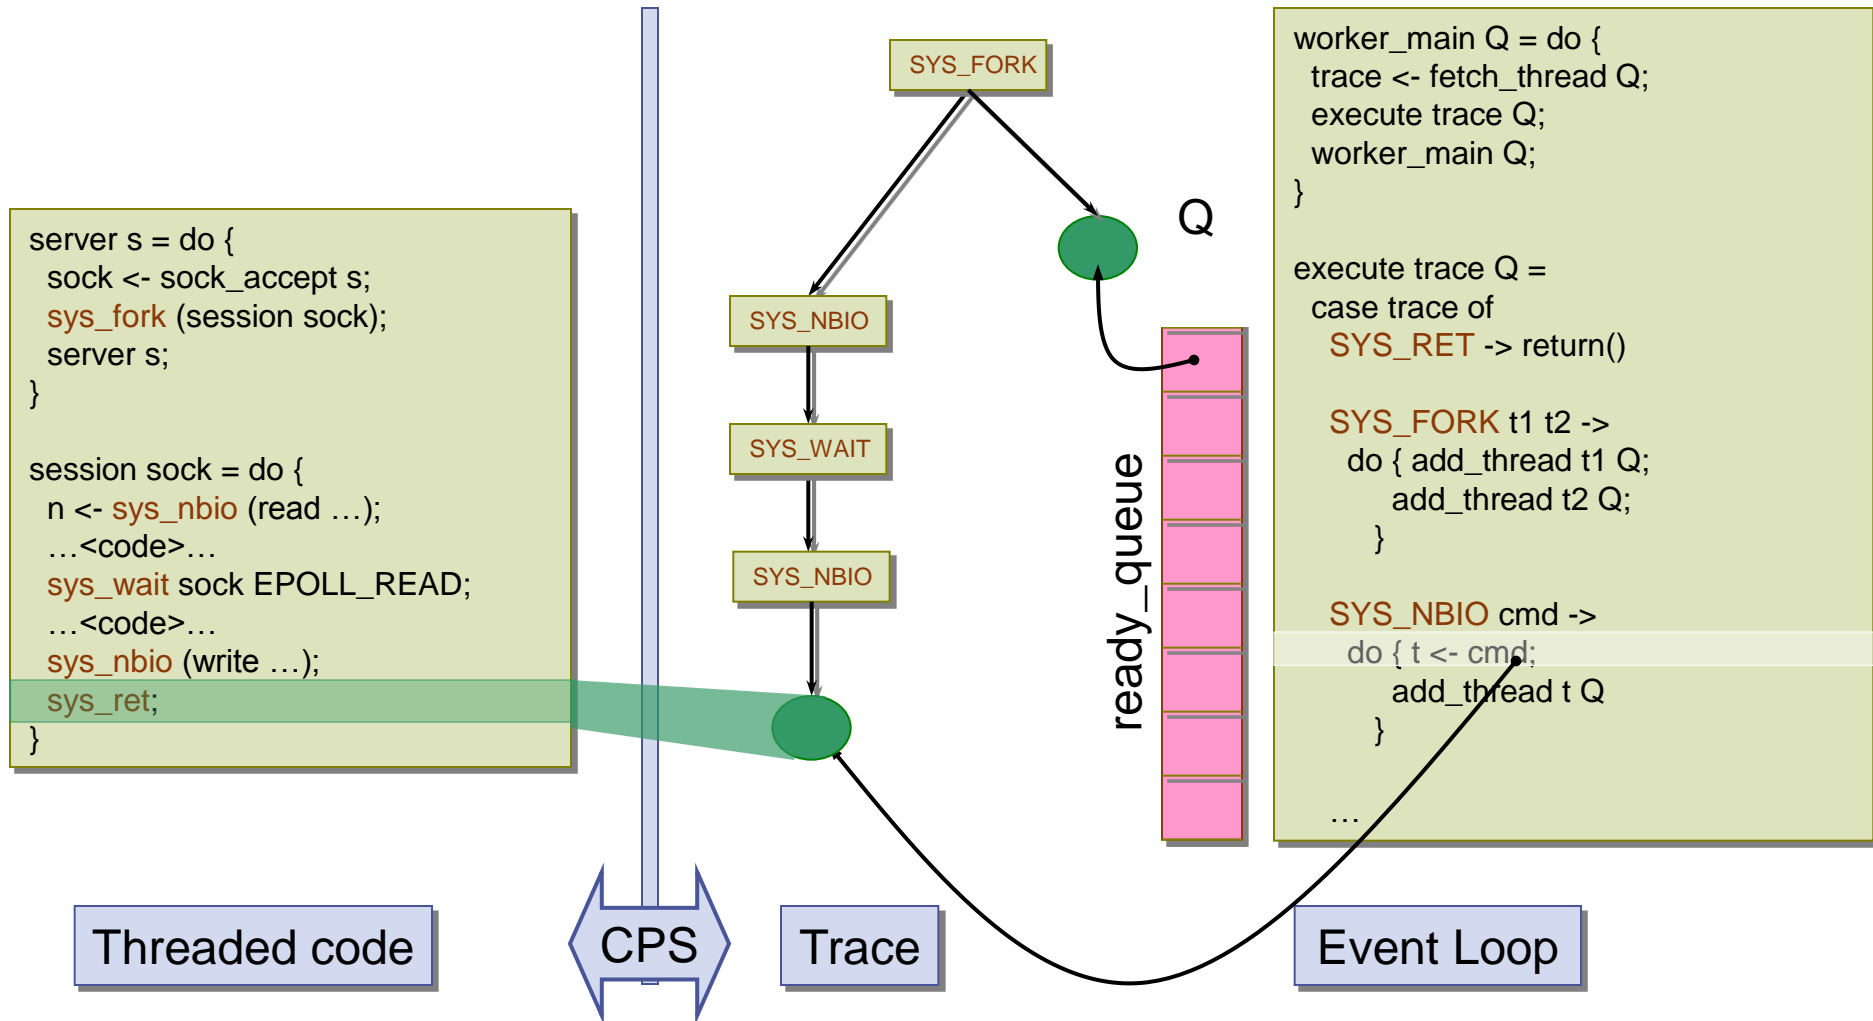 server s = do {
sock <- sock_accept s;
sys_fork (session sock);
server s;
}
session sock = do {
n <- sys_nbio (read …);
…<code>…
sys_wait sock EPOLL_READ;
…<code>…
sys_nbio (write …);
sys_ret;
}
SYS_FORK
SYS_NBIO
SYS_WAIT
SYS_NBIO
Q
ready_queue
worker_main Q = do {
trace <- fetch_thread Q;
execute trace Q;
worker_main Q;
}
execute trace Q =
case trace of
SYS_RET -> return()
SYS_FORK t1 t2 ->
do { add_thread t1 Q;
add_thread t2 Q;
}
SYS_NBIO cmd ->
do { t <- cmd;
add_thread t Q
}
…
Threaded code
CPS
Trace
Event Loop